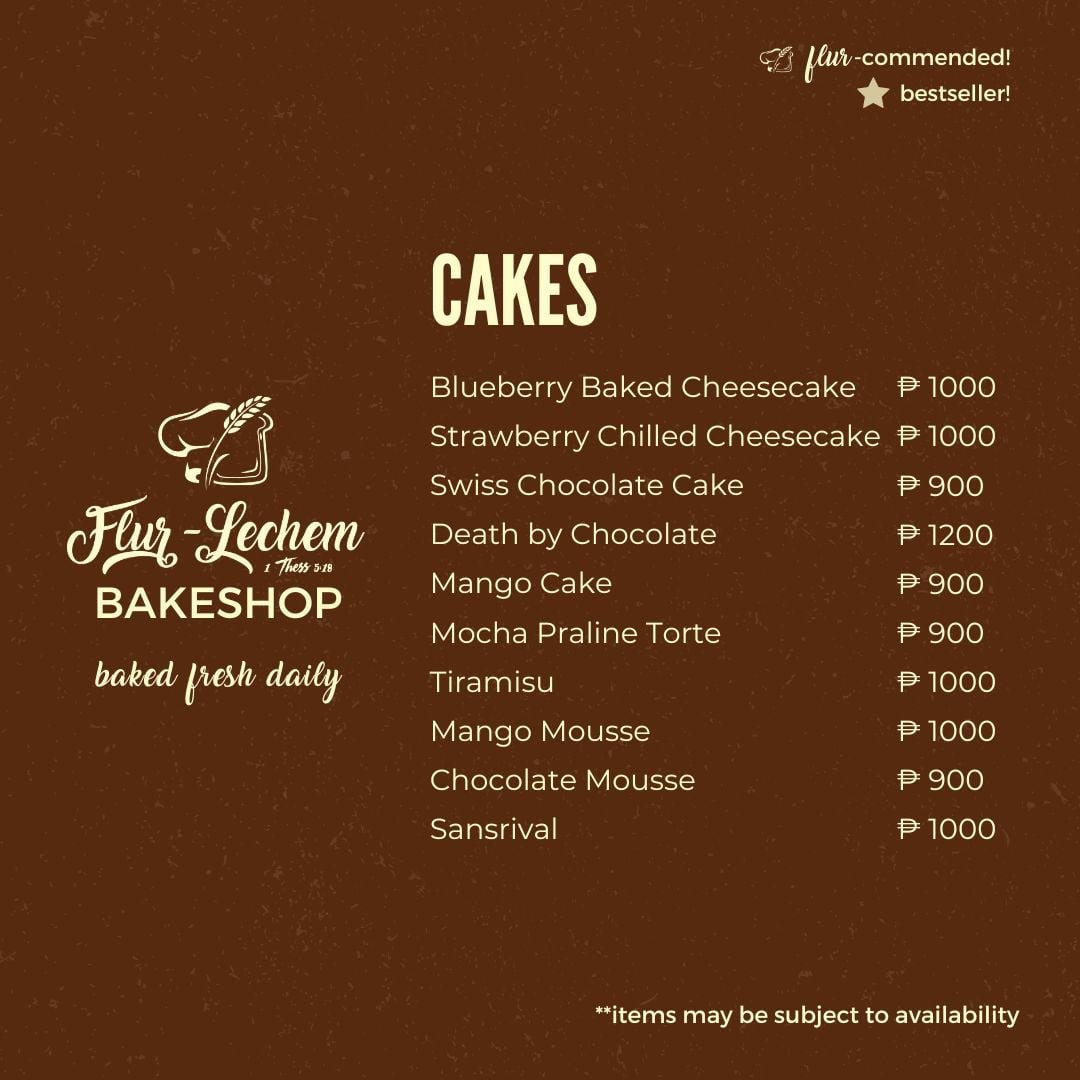 flur-commended!
bestseller!
CAKES
Blueberry Baked Cheesecake ₱ 1000
Strawberry Chilled Cheesecake ₱ 1000
Swiss Chocolate Cake ₱ 900
Death by Chocolate ₱ 1200
Mango Cake ₱ 900
Mocha Praline Torte ₱ 900
Tiramisu ₱ 1000
Mango Mousse ₱ 1000
Chocolate Mousse ₱ 900
Sansrival ₱ 1000
Flur-Lechem
1 Thess 5:18
BAKESHOP
baked fresh daily
**items may be subject to availability